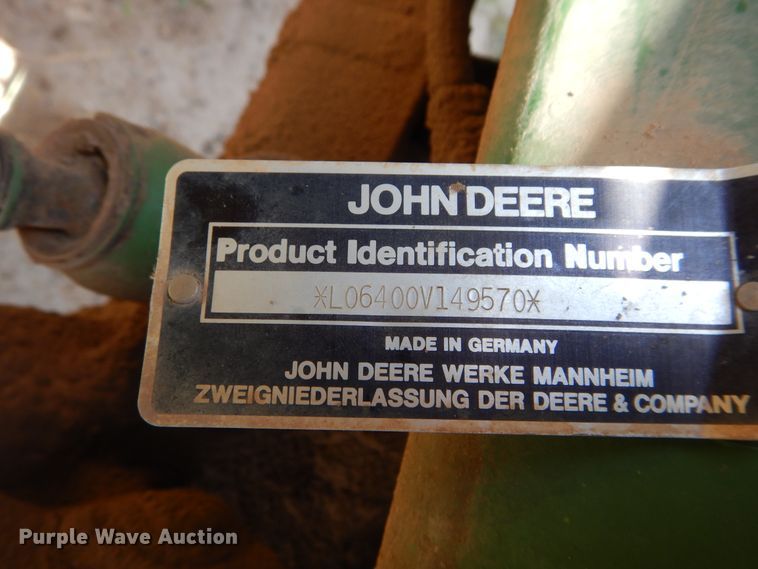 JOHN DEERE
Product Identification Number
*L06400V149570*
MADE IN GERMANY
JOHN DEERE WERKE MANNHEIM
ZWEIGNIEDERLASSUNG DER DEERE & COMPANY
Purple Wave Auction